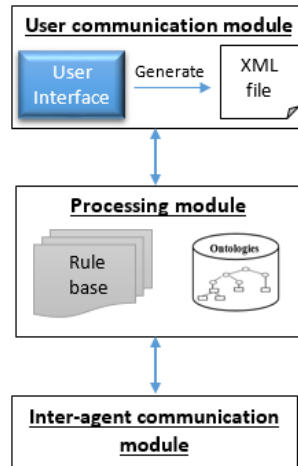 User communication module
User
Interface
Generate
XML
file
Processing module
Rule
base
Ontologies
Inter-agent communication
module